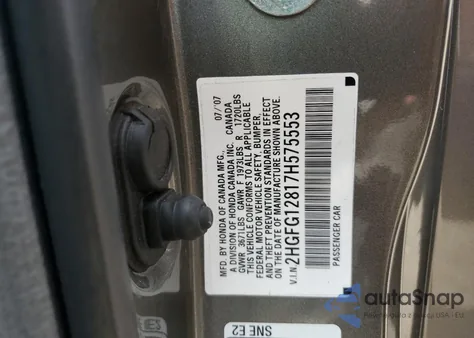 MFD. BY HONDA OF CANADA MFG., 07/'07
A DIVISION OF HONDA CANADA INC. CANADA
GVWR 3671LBS GAWR F 1973LBS R 1720LBS
THIS VEHICLE CONFORMS TO ALL APPLICABLE
FEDERAL MOTOR VEHICLE SAFETY, BUMPER,
AND THEFT PREVENTION STANDARDS IN EFFECT
ON THE DATE OF MANUFACTURE SHOWN ABOVE.
V.I.N. 2HGFG12817H575553
PASSENGER CAR
SNE E2
autoSnap